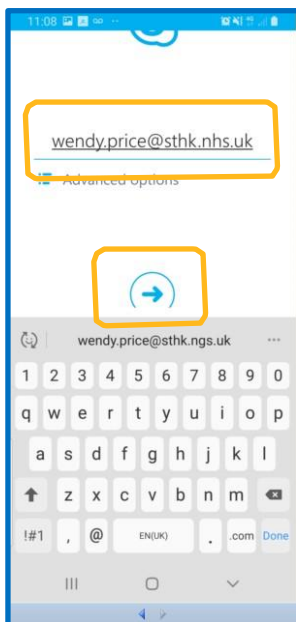 11:08
wendy.price@sthk.nhs.uk
Advanced options
wendy.price@sthk.ngs.uk
1 2 3 4 5 6 7 8 9 0
q w e r t y u i o p
a s d f g h j k l
z x c v b n m
!#1 , @ EN(UK) . .com Done